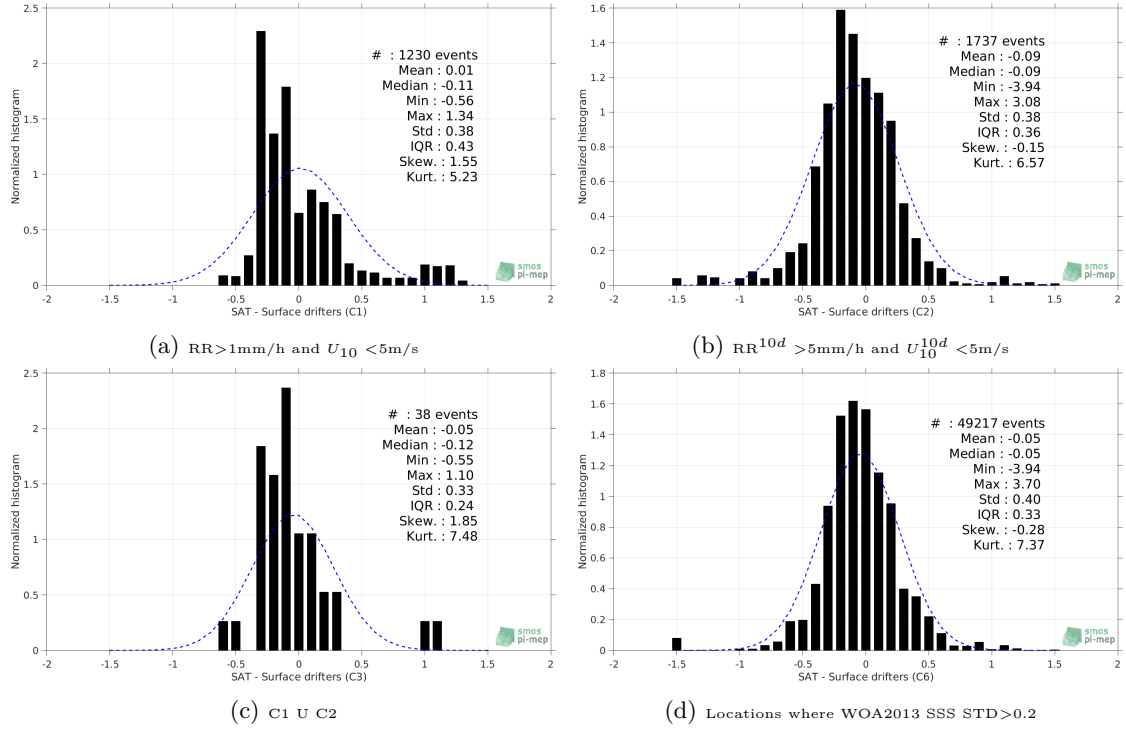 2.5
2
1.5
1
0.5
0
-2
-1.5
-1
-0.5
0
0.5
1
1.5
2
Normalized histogram
SAT - Surface drifters (C1)
# : 1230 events
Mean : 0.01
Median : -0.11
Min : -0.56
Max : 1.34
Std : 0.38
IQR : 0.43
Skew. : 1.55
Kurt. : 5.23
smos
pi-mep
(a) RR>1mm/h and U10 <5m/s
1.6
1.4
1.2
1
0.8
0.6
0.4
0.2
0
-2
-1.5
-1
-0.5
0
0.5
1
1.5
2
Normalized histogram
SAT - Surface drifters (C2)
# : 1737 events
Mean : -0.09
Median : -0.09
Min : -3.94
Max : 3.08
Std : 0.38
IQR : 0.36
Skew. : -0.15
Kurt. : 6.57
smos
pi-mep
(b) RR10d >5mm/h and U10d10 <5m/s
2.5
2
1.5
1
0.5
0
-2
-1.5
-1
-0.5
0
0.5
1
1.5
2
Normalized histogram
SAT - Surface drifters (C3)
# : 38 events
Mean : -0.05
Median : -0.12
Min : -0.55
Max : 1.10
Std : 0.33
IQR : 0.24
Skew. : 1.85
Kurt. : 7.48
smos
pi-mep
(c) C1 U C2
1.8
1.6
1.4
1.2
1
0.8
0.6
0.4
0.2
0
-2
-1.5
-1
-0.5
0
0.5
1
1.5
2
Normalized histogram
SAT - Surface drifters (C6)
# : 49217 events
Mean : -0.05
Median : -0.05
Min : -3.94
Max : 3.70
Std : 0.40
IQR : 0.33
Skew. : -0.28
Kurt. : 7.37
smos
pi-mep
(d) Locations where WOA2013 SSS STD>0.2